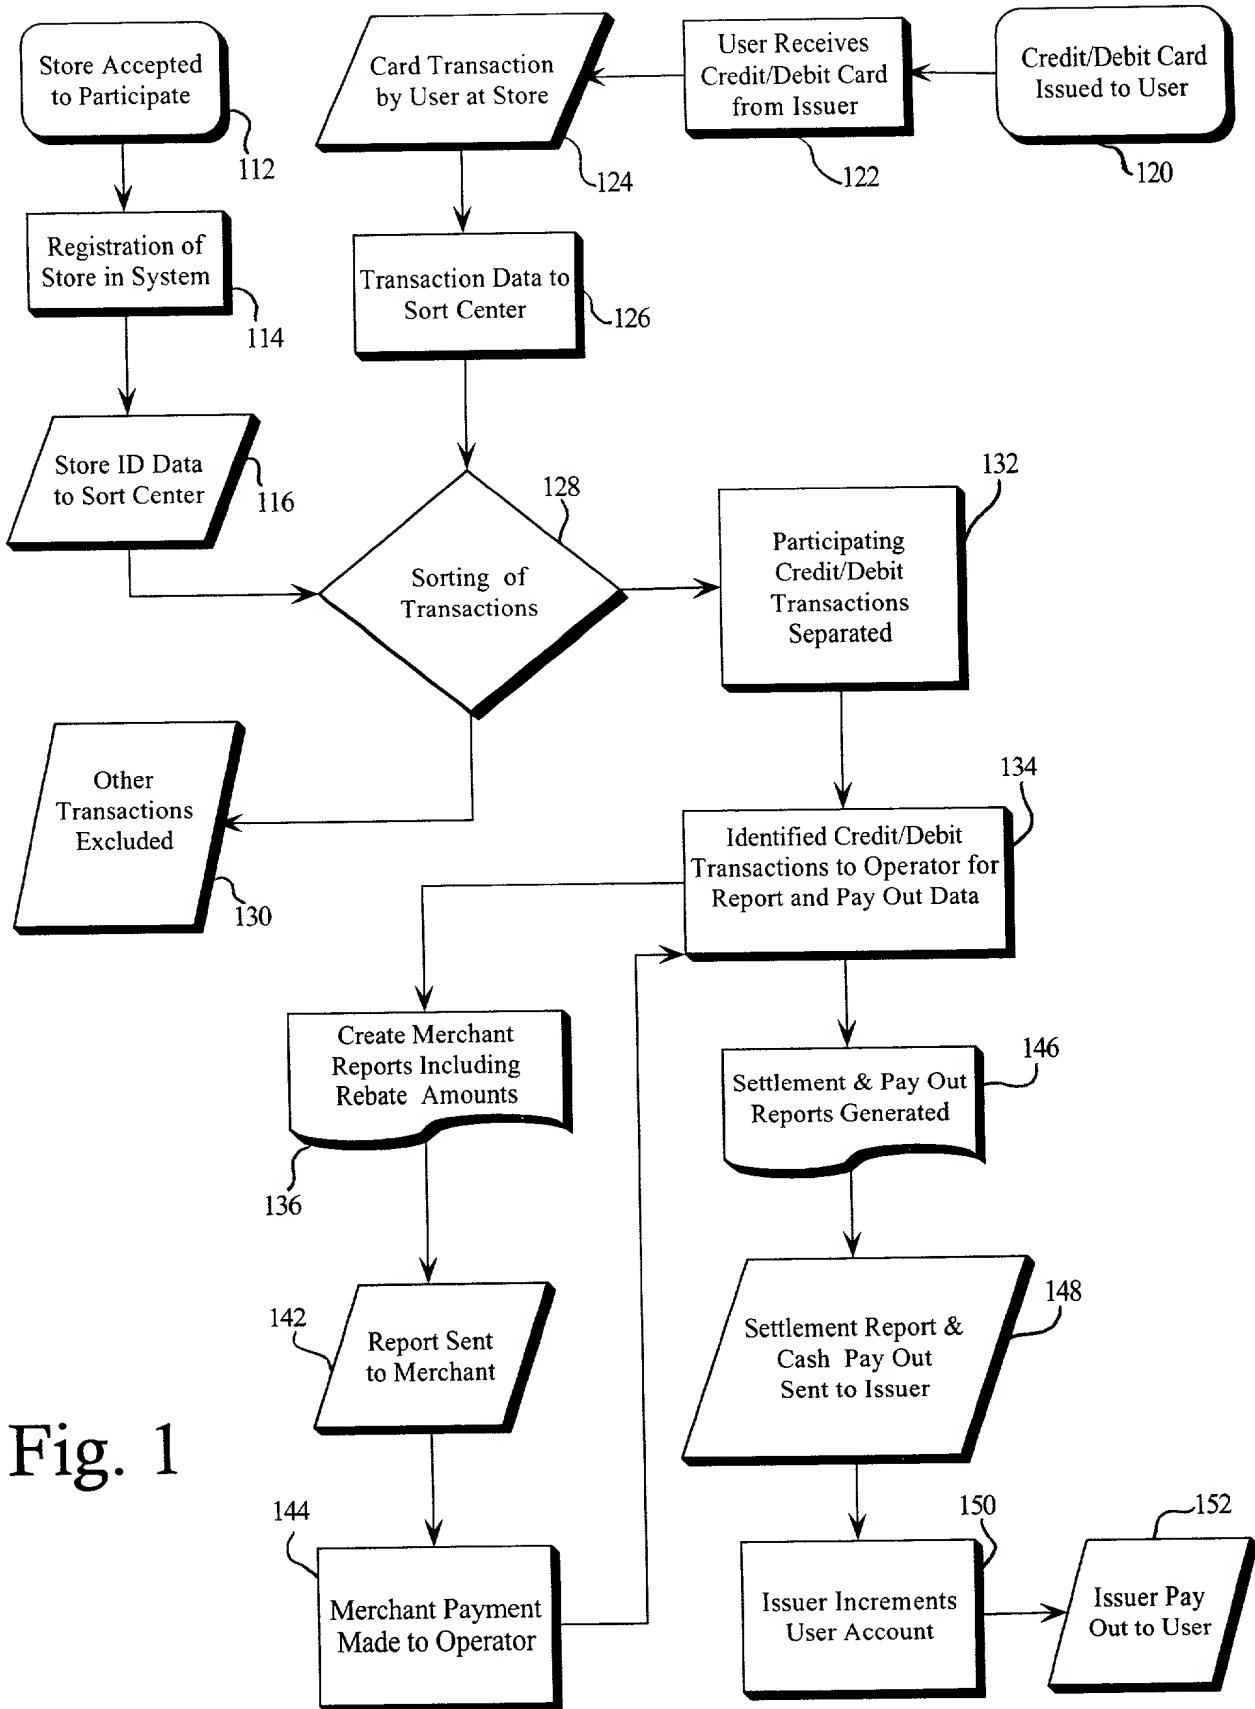 Store Accepted
to Participate
112
Card Transaction
by User at Store
124
User Receives
Credit/Debit Card
from Issuer
122
Credit/Debit Card
Issued to User
120
Registration of
Store in System
114
Transaction Data to
Sort Center
126
Store ID Data
to Sort Center
116
128
Sorting of
Transactions
132
Participating
Credit/Debit
Transactions
Separated
Other
Transactions
Excluded
130
134
Identified Credit/Debit
Transactions to Operator for
Report and Pay Out Data
Create Merchant
Reports Including
Rebate Amounts
136
146
Settlement & Pay Out
Reports Generated
142
Report Sent
to Merchant
148
Settlement Report &
Cash Pay Out
Sent to Issuer
Fig. 1
144
Merchant Payment
Made to Operator
150
Issuer Increments
User Account
152
Issuer Pay
Out to User